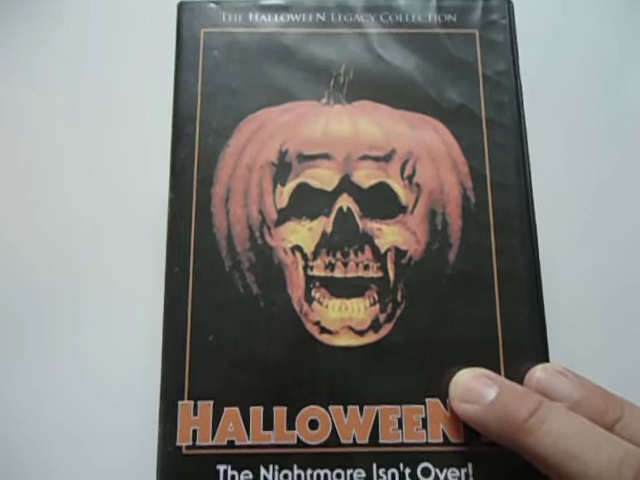 THE HALLOWEEN LEGACY COLLECTION
HALLOWEEN
The Nightmare Isn't Over!